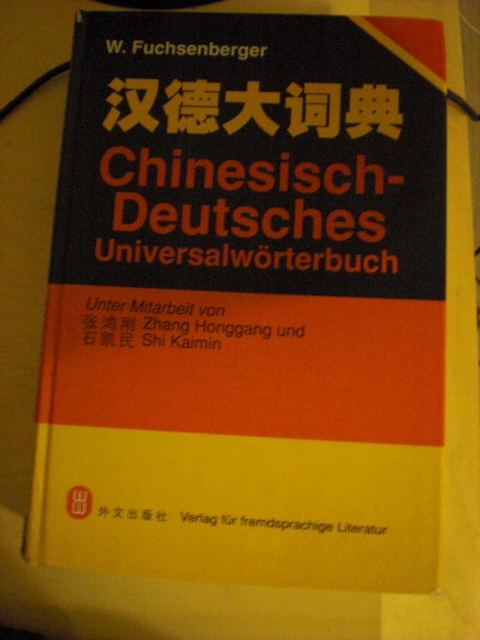 W. Fuchsenberger
汉德大词典
Chinesisch-
Deutsches
Universalwörterbuch
Unter Mitarbeit von
张鸿刚 Zhang Honggang und
石凯民 Shi Kaimin
外文出版社 Verlag für fremdsprachige Literatur